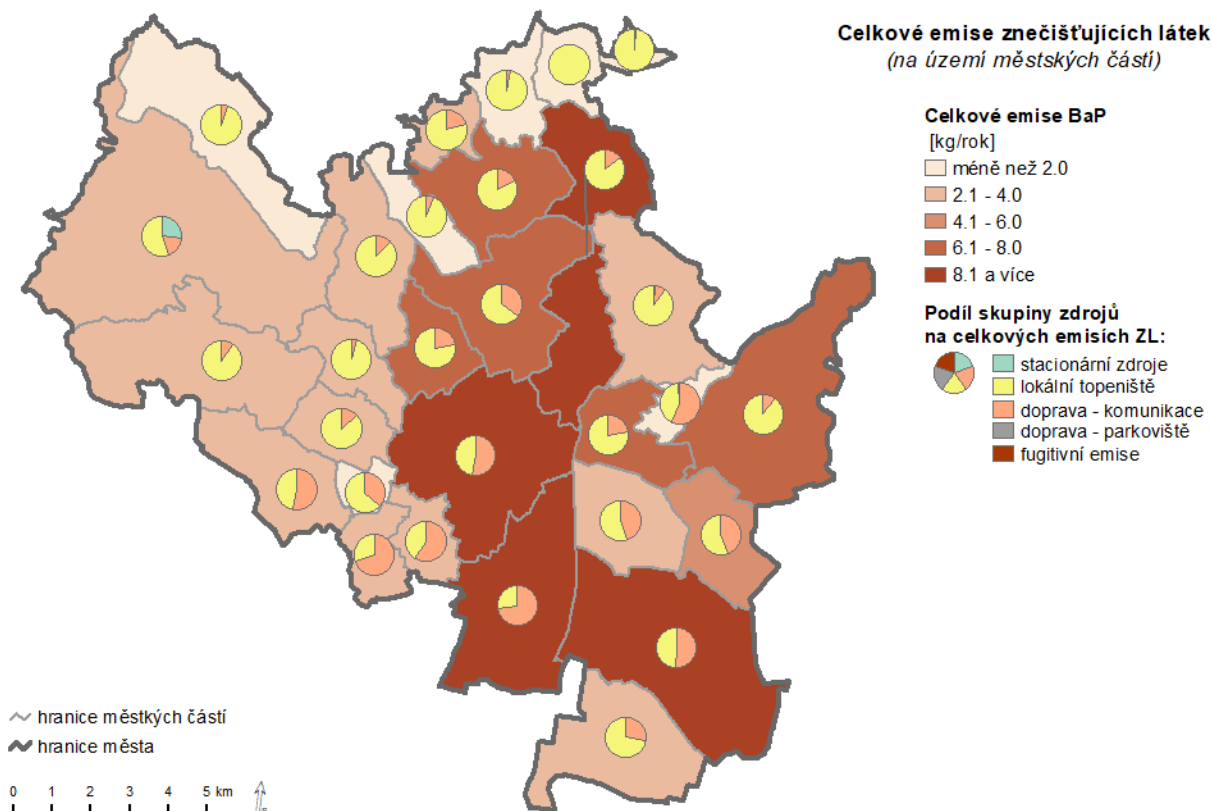 Celkové emise znečišťujících látek
(na území městských částí)
Celkové emise BaP
[kg/rok]
méně než 2.0
2.1 - 4.0
4.1 - 6.0
6.1 - 8.0
8.1 a více
Podíl skupiny zdrojů
na celkových emisích ZL:
stacionární zdroje
lokální topeniště
doprava - komunikace
doprava - parkoviště
fugitivní emise
hranice městkých částí
hranice města
0 1 2 3 4 5 km